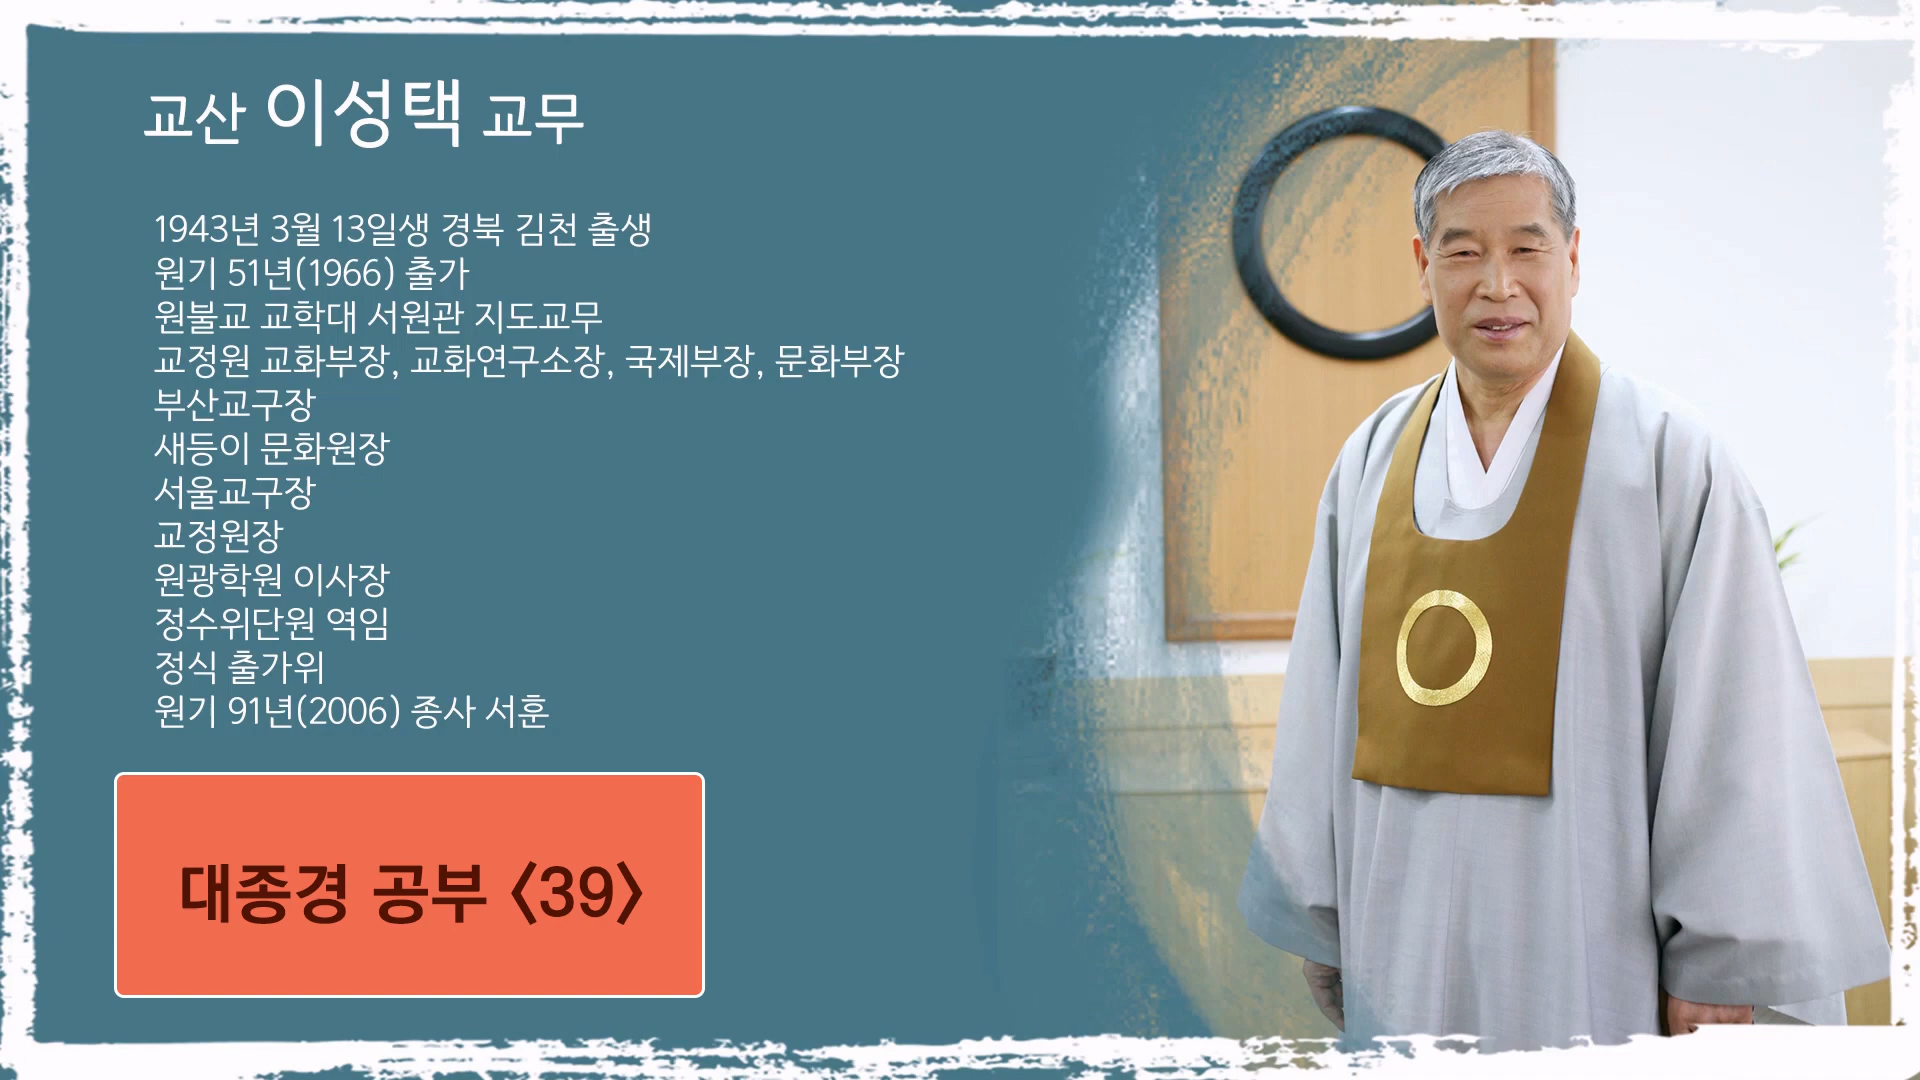 교산 이성택 교무
1943년 3월 13일생 경북 김천 출생
원기 51년(1966) 출가
원불교 교학대 서원관 지도교무
교정원 교화부장, 교화연구소장, 국제부장, 문화부장
부산교구장
새등이 문화원장
서울교구장
교정원장
원광학원 이사장
정수위단원 역임
정식 출가위
원기 91년(2006) 종사 서훈
대종경 공부 <39>